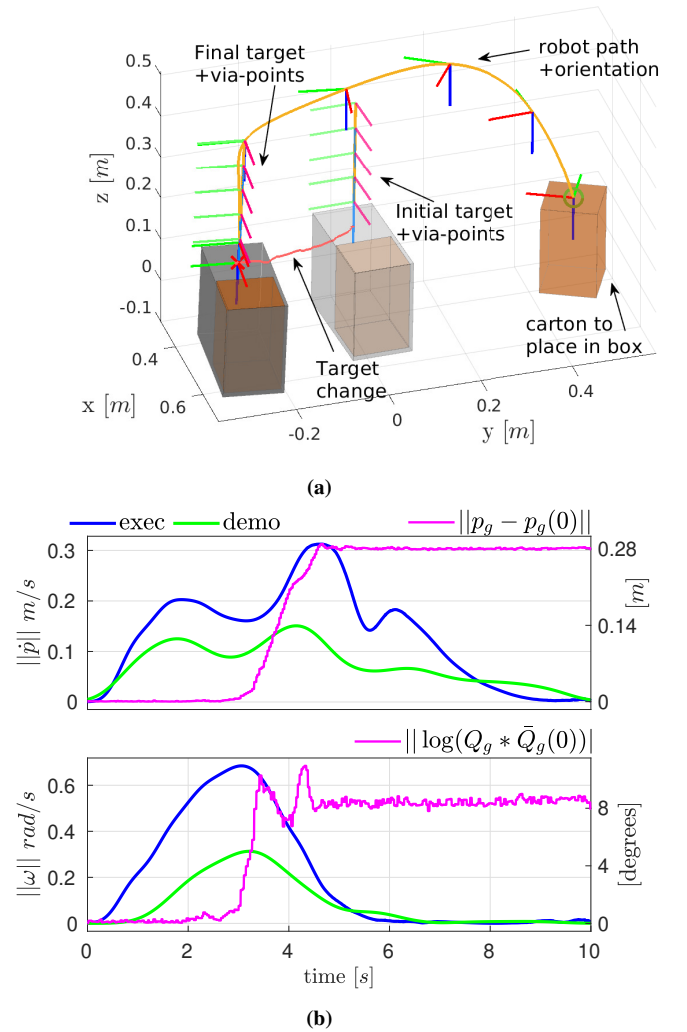 Final target
+via-points
robot path
+orientation
0.5
0.4
0.3
0.2
0.1
0
-0.1
z [m]
Initial target
+via-points
carton to
place in box
Target
change
0.4
0.6
x [m]
-0.2
0
0.2
0.4
y [m]
(a)
exec
demo
||p_g − p_g(0)||
0.3
0.2
0.1
0
||ṗ|| m/s
0.28
0.14
0
[m]
|| log(Q_g ∗ Q̄_g(0))|
0.6
0.4
0.2
0
||ω|| rad/s
8
4
0
[degrees]
0 2 4 6 8 10
time [s]
(b)